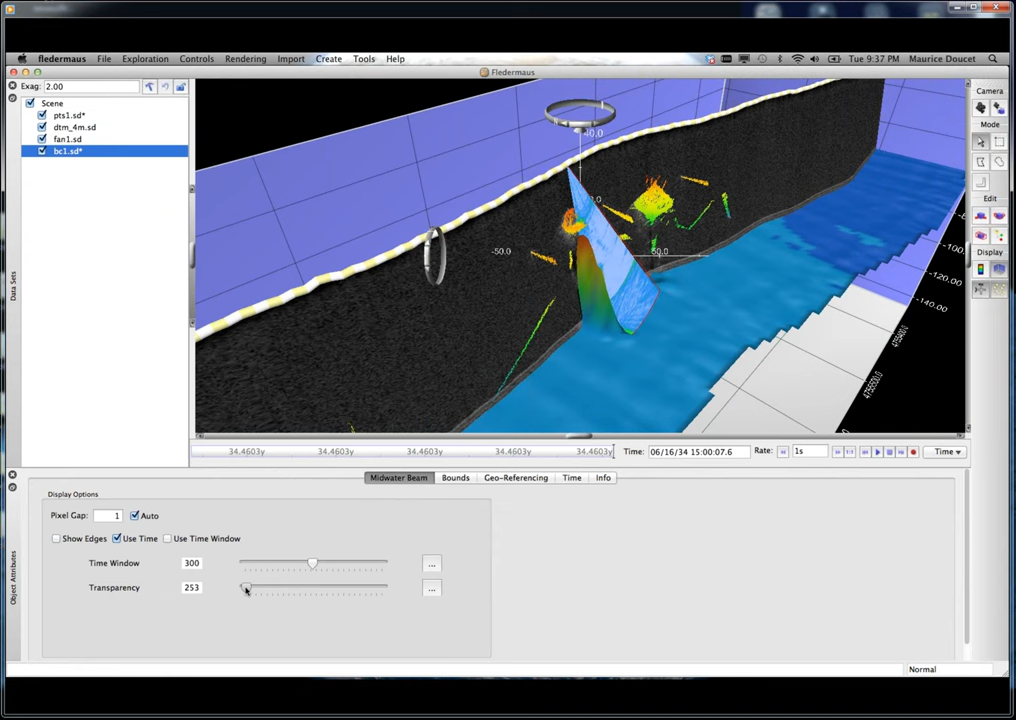 fledermaus File Exploration Controls Rendering Import Create Tools Help Tue 9:37 PM Maurice Doucet
Fledermaus
Exag: 2.00
Camera
Scene
pts1.sd*
dtm_4m.sd
fan1.sd
bc1.sd*
Mode
Edit
Display
Data Sets
40.0
-50.0
50.0
-100.
-120.00
-140.00
34.4603y 34.4603y 34.4603y 34.4603y 34.4603y
Time: 06/16/34 15:00:07.6 Rate: 1s Time
Midwater Beam Bounds Geo-Referencing Time Info
Display Options
Pixel Gap: 1 Auto
Show Edges Use Time Use Time Window
Time Window 300 ...
Transparency 253 ...
Object Attributes
Normal